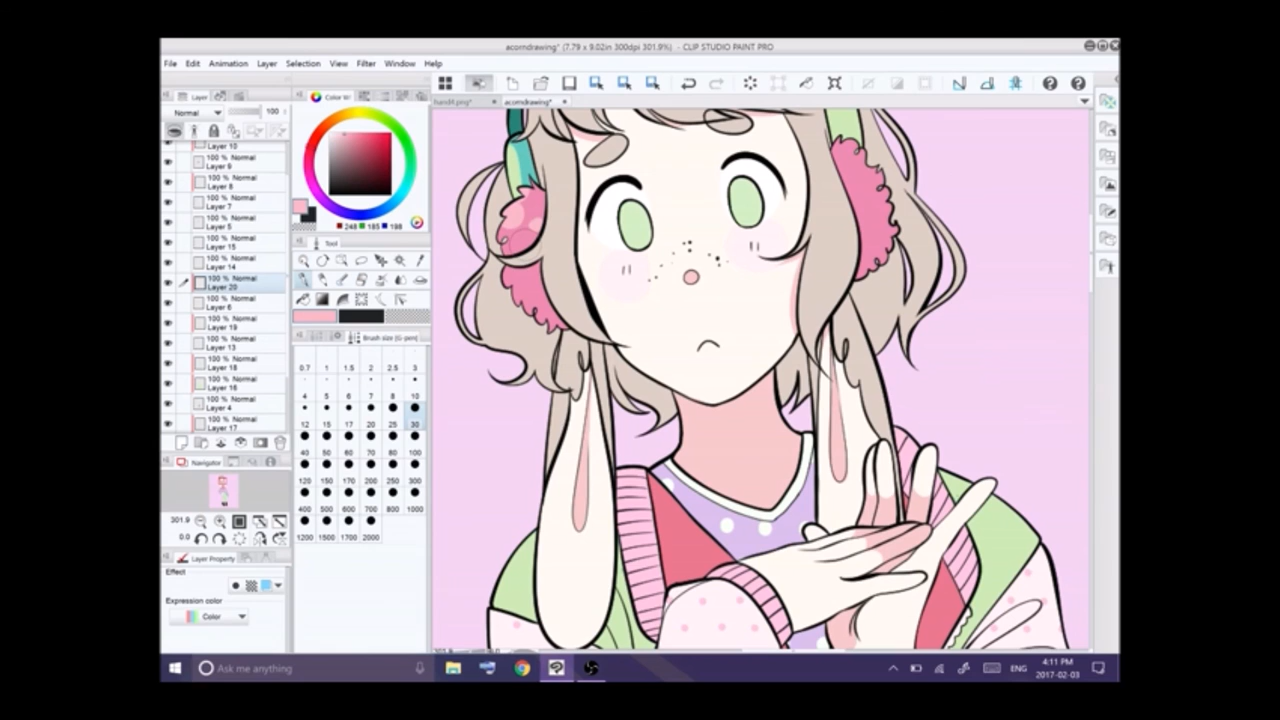 acorndrawing* (7.79 x 9.02in 300dpi 301.9%) - CLIP STUDIO PAINT PRO
File Edit Animation Layer Selection View Filter Window Help
Layer
Color W
acorndrawing*
Normal 100
Layer 10
100 % Normal
Layer 9
100 % Normal
Layer 8
100 % Normal
Layer 7
100 % Normal
Layer 5
100 % Normal
Layer 15
100 % Normal
Layer 14
100 % Normal
Layer 20
100 % Normal
Layer 6
100 % Normal
Layer 19
100 % Normal
Layer 13
100 % Normal
Layer 18
100 % Normal
Layer 16
100 % Normal
Layer 4
100 % Normal
Layer 17
248 185 198
Tool
Brush size [G-pen]
0.7 1 1.5 2 2.5 3
4 5 6 7 8 10
12 15 17 20 25 30
40 50 60 70 80 100
120 150 170 200 250 300
400 500 600 700 800 1000
1200 1500 1700 2000
Navigator
301.9
0.0
Layer Property
Effect
Expression color
Color
Ask me anything
ENG
4:11 PM
2017-02-03